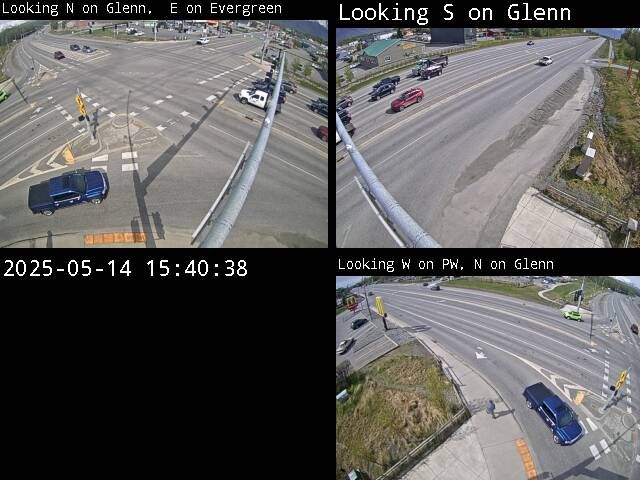 Looking N on Glenn,  E on Evergreen
Looking S on Glenn
2025-05-14 15:40:38
Looking W on PW, N on Glenn